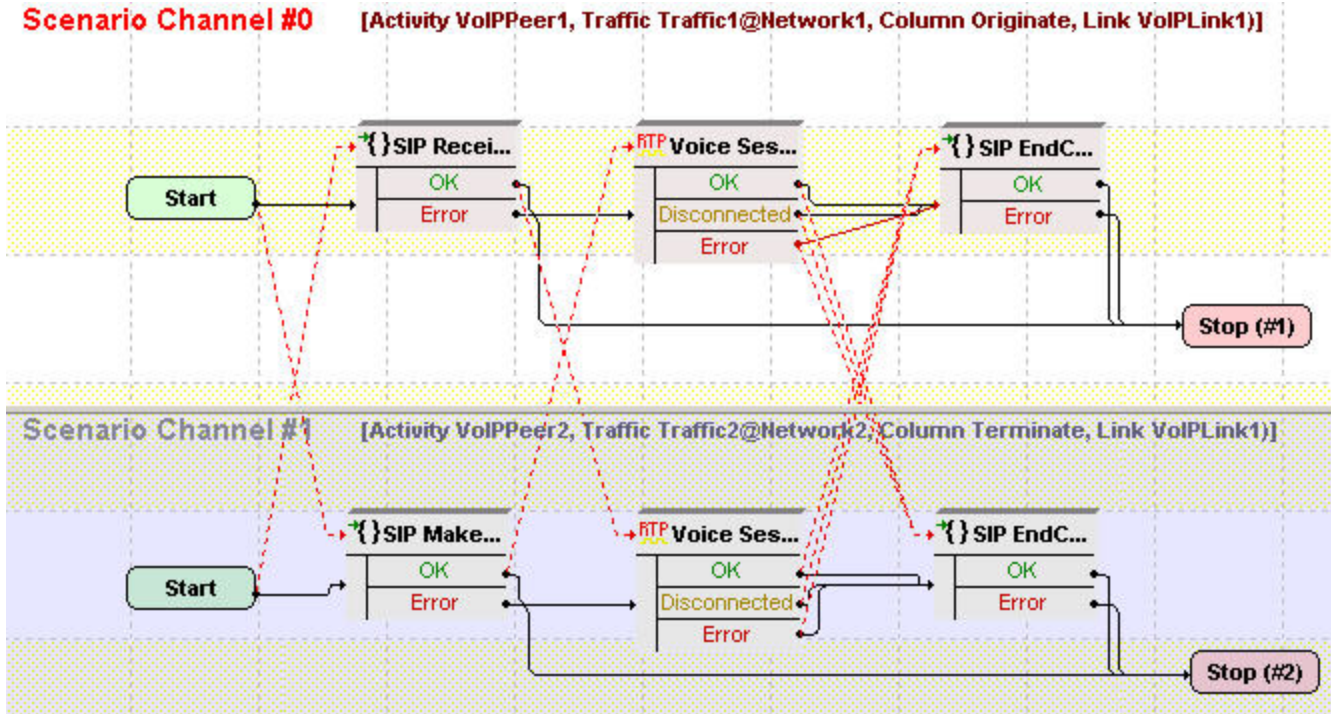 Scenario Channel #0 [Activity VoIPPeer1, Traffic Traffic1@Network1, Column Originate, Link VoIPLink1)]
{}SIP Recei... RTP Voice Ses... {} SIP EndC...
Start OK OK OK
Error Disconnected Error
Error
Stop (#1)
Scenario Channel #1 [Activity VoIPPeer2, Traffic Traffic2@Network2, Column Terminate, Link VoIPLink1)]
{}SIP Make... RTP Voice Ses... {} SIP EndC...
Start OK OK OK
Error Disconnected Error
Error
Stop (#2)